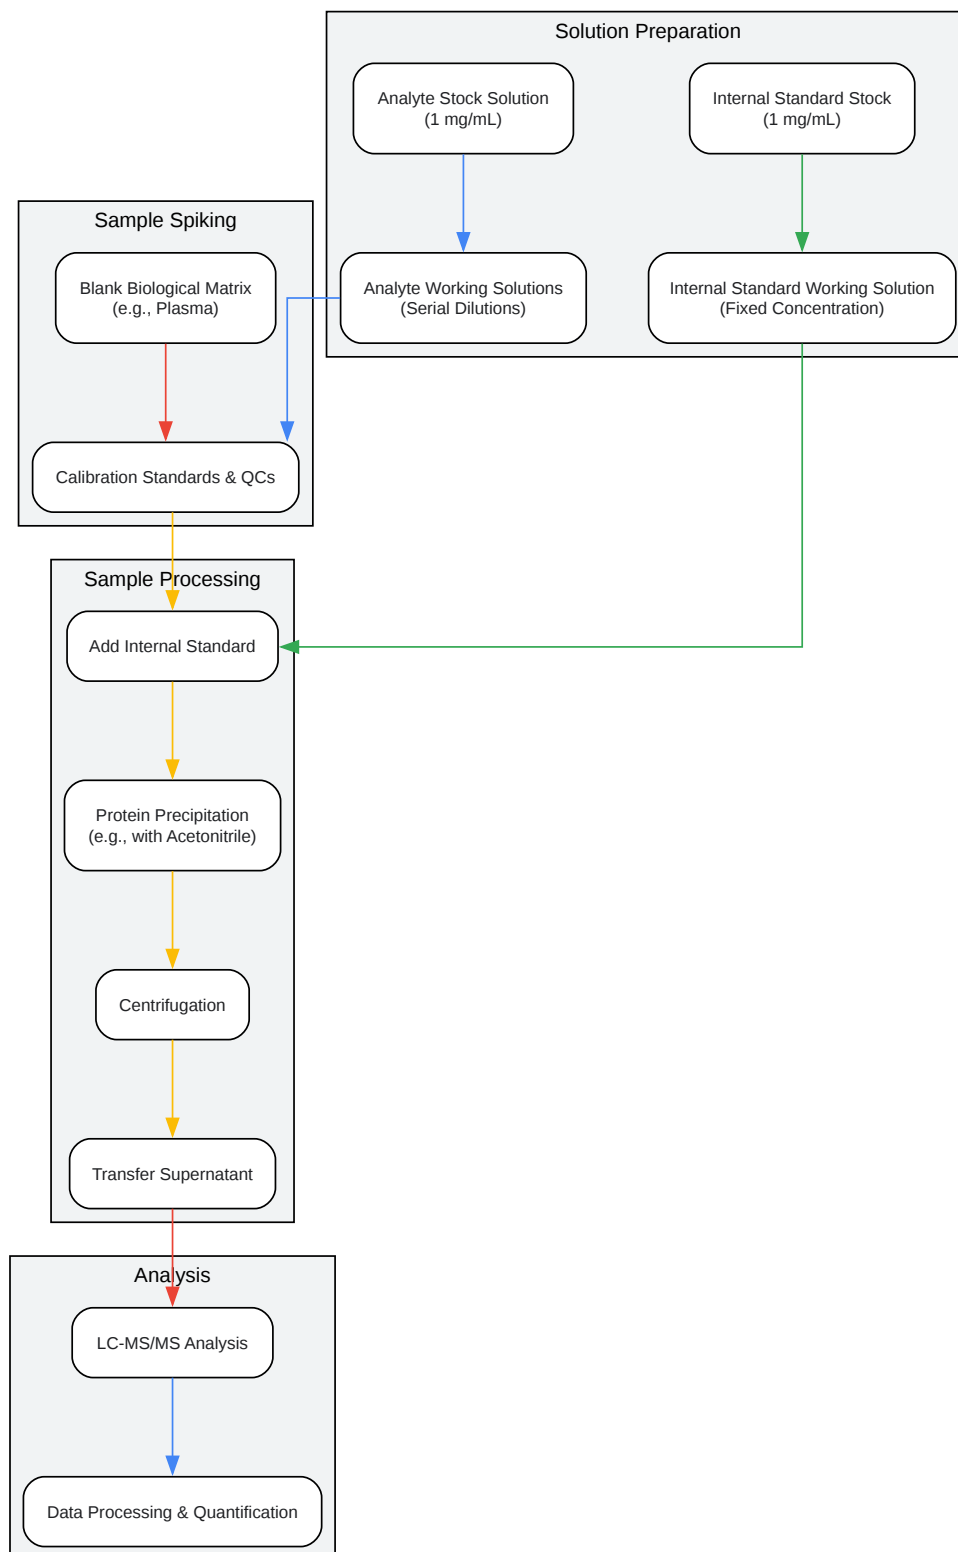 Solution Preparation
Analyte Stock Solution
(1 mg/mL)
Internal Standard Stock
(1 mg/mL)
Sample Spiking
Blank Biological Matrix
(e.g., Plasma)
Analyte Working Solutions
(Serial Dilutions)
Internal Standard Working Solution
(Fixed Concentration)
Calibration Standards & QCs
Sample Processing
Add Internal Standard
Protein Precipitation
(e.g., with Acetonitrile)
Centrifugation
Transfer Supernatant
Analysis
LC-MS/MS Analysis
Data Processing & Quantification